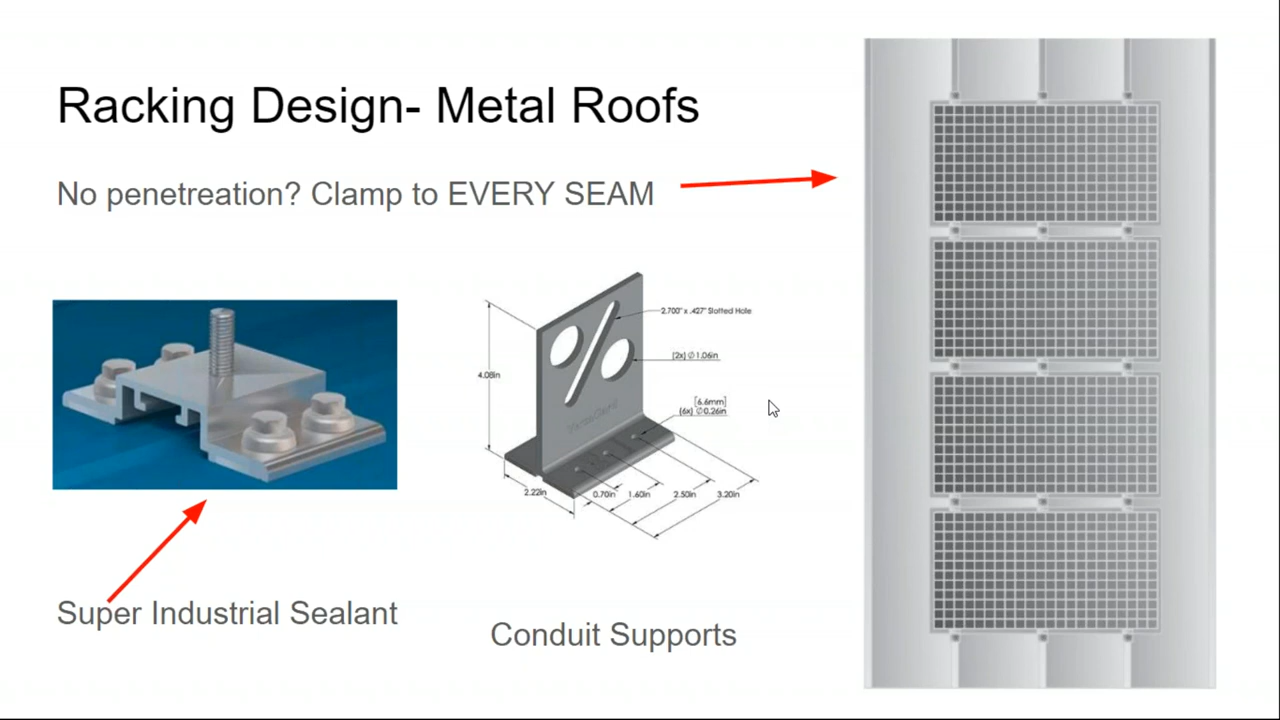 Racking Design- Metal Roofs
No penetreation? Clamp to EVERY SEAM
2.700" x .427" Slotted Hole
(2x) ∅1.06in
4.08in
[6.6mm]
(6x) ∅0.26in
2.22in
0.70in
1.60in
2.50in
3.20in
Super Industrial Sealant
Conduit Supports